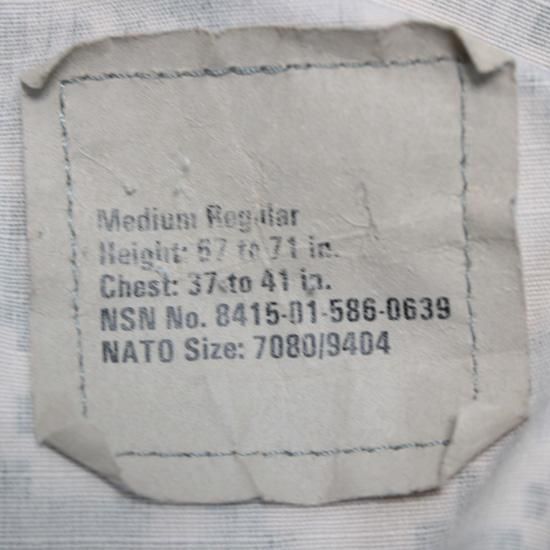 Medium Regular
Height: 67 to 71 in.
Chest: 37 to 41 in.
NSN No. 8415-01-586-0639
NATO Size: 7080/9404